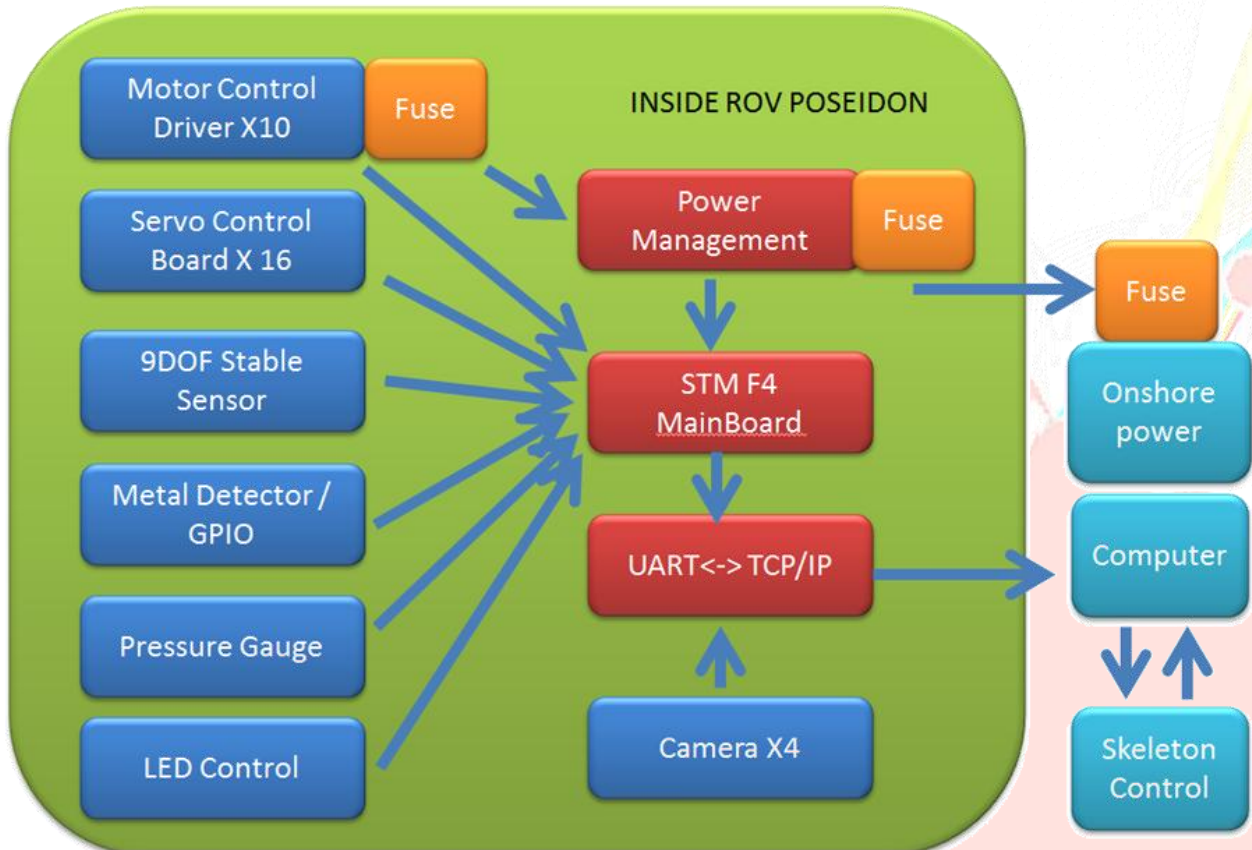 Motor Control
Driver X10
Fuse
INSIDE ROV POSEIDON
Servo Control
Board X 16
Power
Management
Fuse
Fuse
9DOF Stable
Sensor
STM F4
MainBoard
Onshore
power
Metal Detector /
GPIO
UART<-> TCP/IP
Computer
Pressure Gauge
LED Control
Camera X4
Skeleton
Control